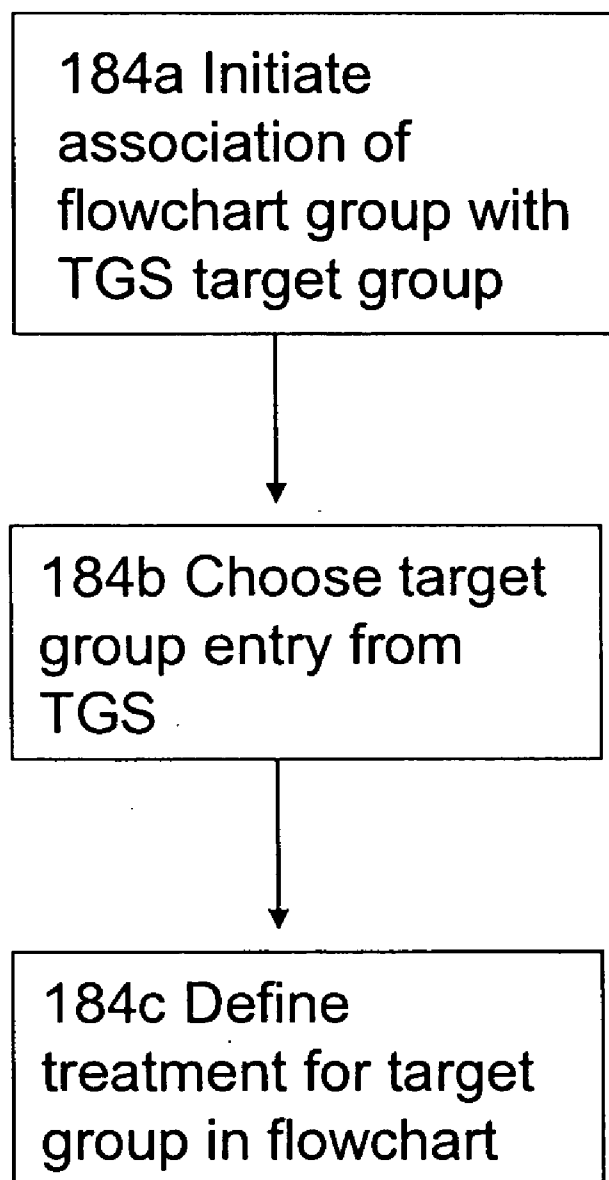 184a Initiate
association of
flowchart group with
TGS target group
184b Choose target
group entry from
TGS
184c Define
treatment for target
group in flowchart